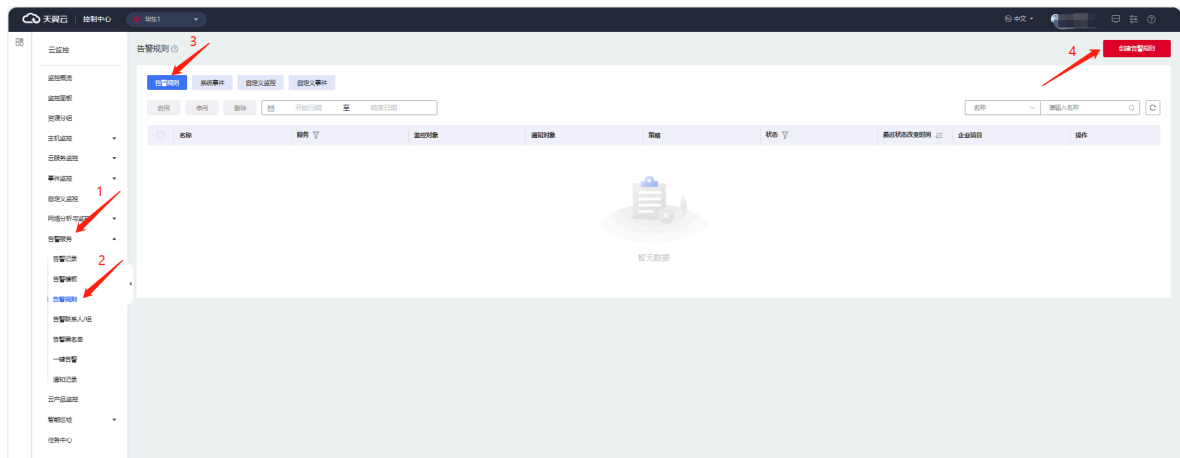 天翼云 控制中心 华东1 中文
云监控
告警规则 3 4 创建告警规则
监控概览
监控面板
资源分组
主机监控
云服务监控
事件监控
自定义监控
网络分析与监控
告警服务
告警记录
告警模板
告警规则
告警联系人/组
告警黑名单
一键告警
通知记录
云产品监控
智能巡检
任务中心
1
2
告警规则 系统事件 自定义监控 自定义事件
启用 停用 删除 开始日期 至 结束日期 名称 请输入名称
名称 服务 监控对象 通知对象 策略 状态 最近状态改变时间 企业项目 操作
暂无数据